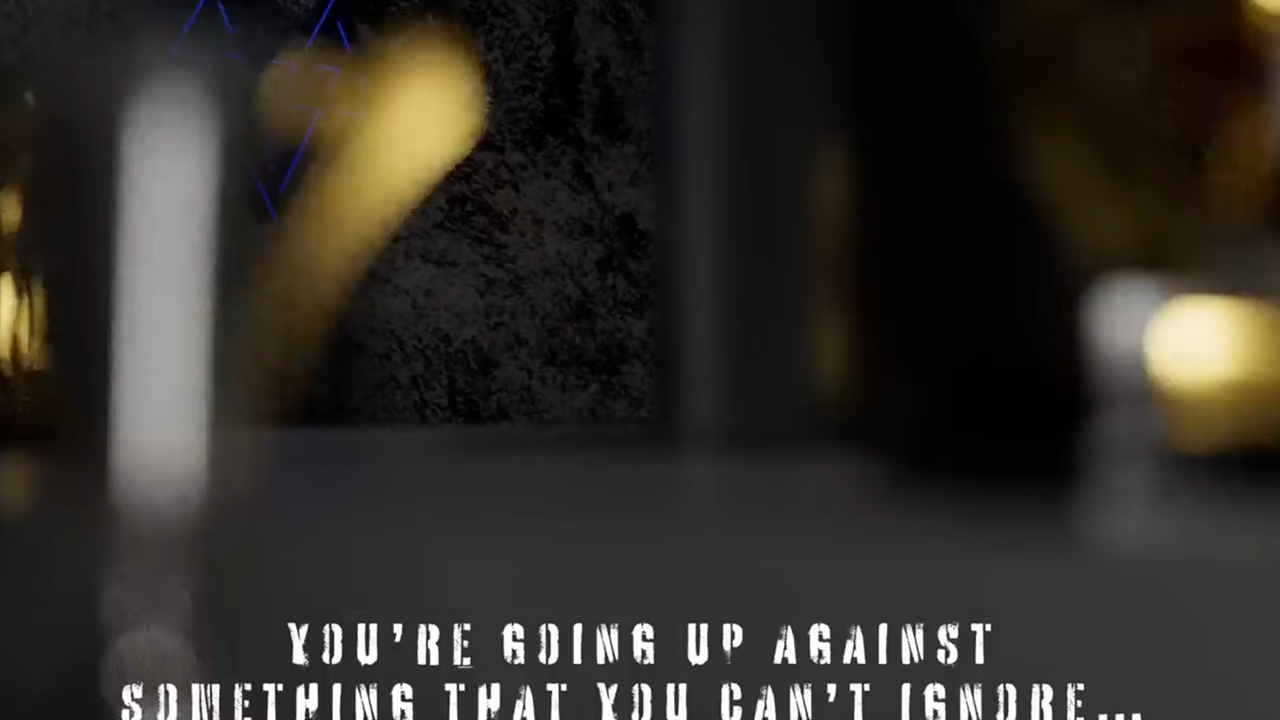 YOU'RE GOING UP AGAINST
SOMETHING THAT YOU CAN'T IGNORE...